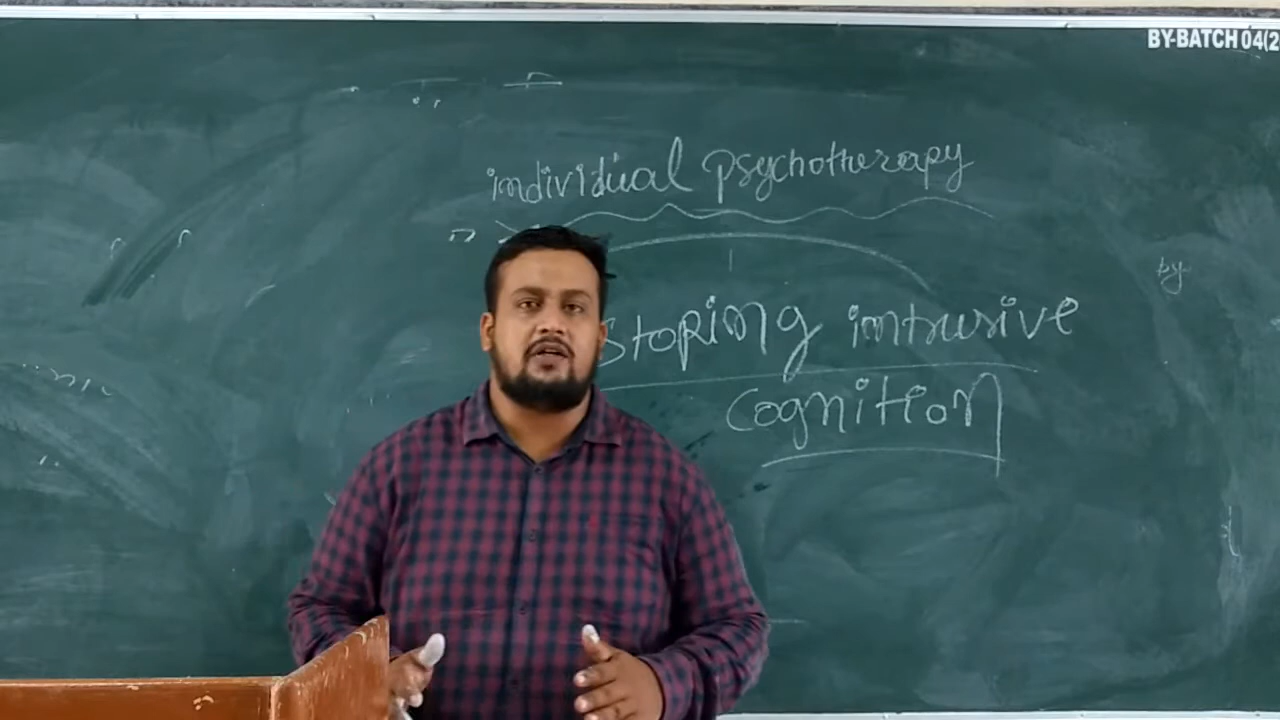 BY-BATCH 04(2
individual psychotherapy
by
Stoping intrusive
cognition